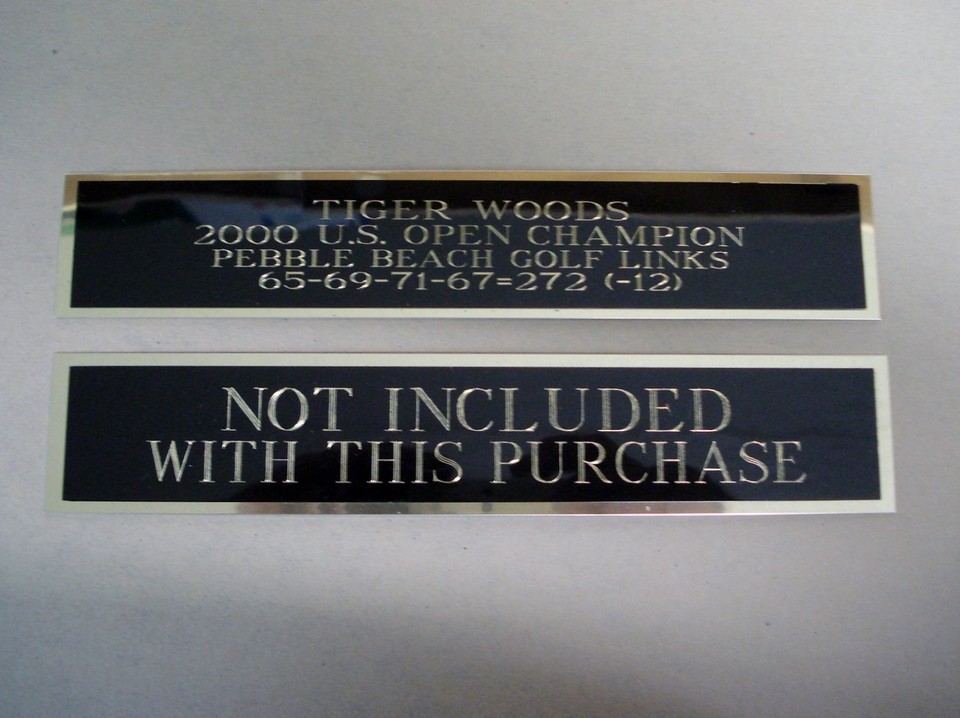 TIGER WOODS
2000 U.S. OPEN CHAMPION
PEBBLE BEACH GOLF LINKS
65-69-71-67=272 (-12)
NOT INCLUDED
WITH THIS PURCHASE